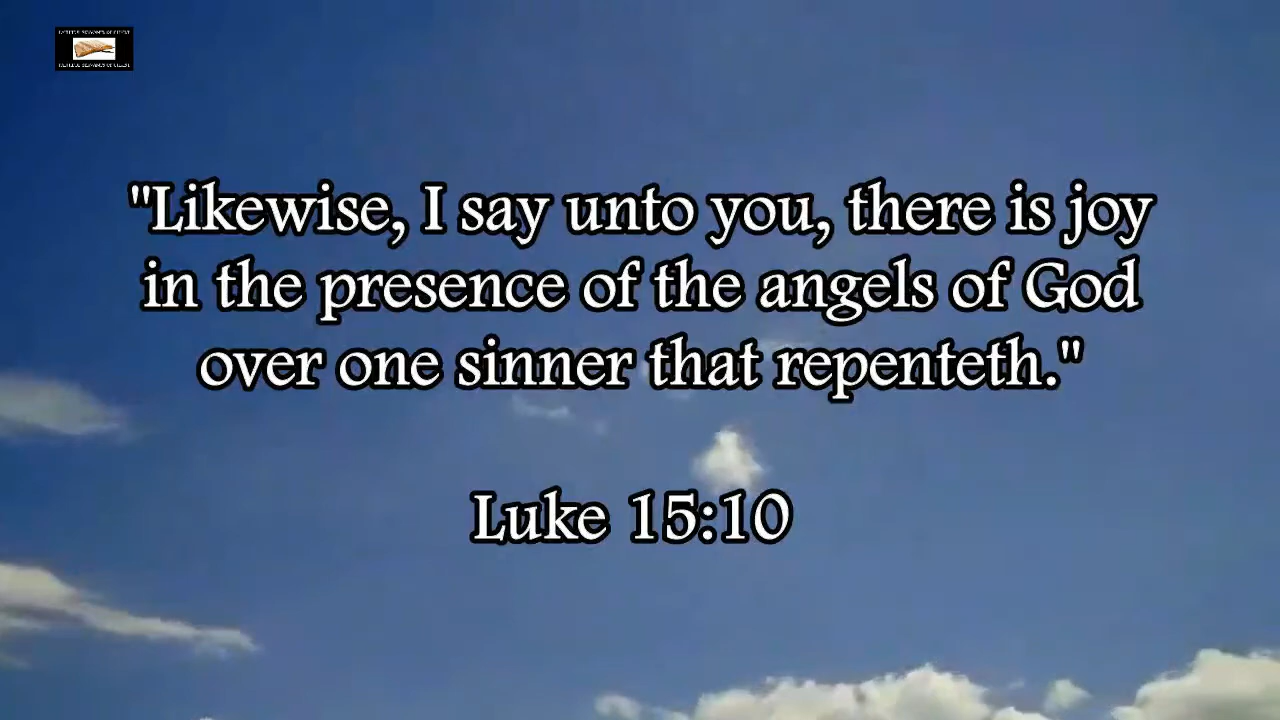 "Likewise, I say unto you, there is joy
in the presence of the angels of God
over one sinner that repenteth."
Luke 15:10